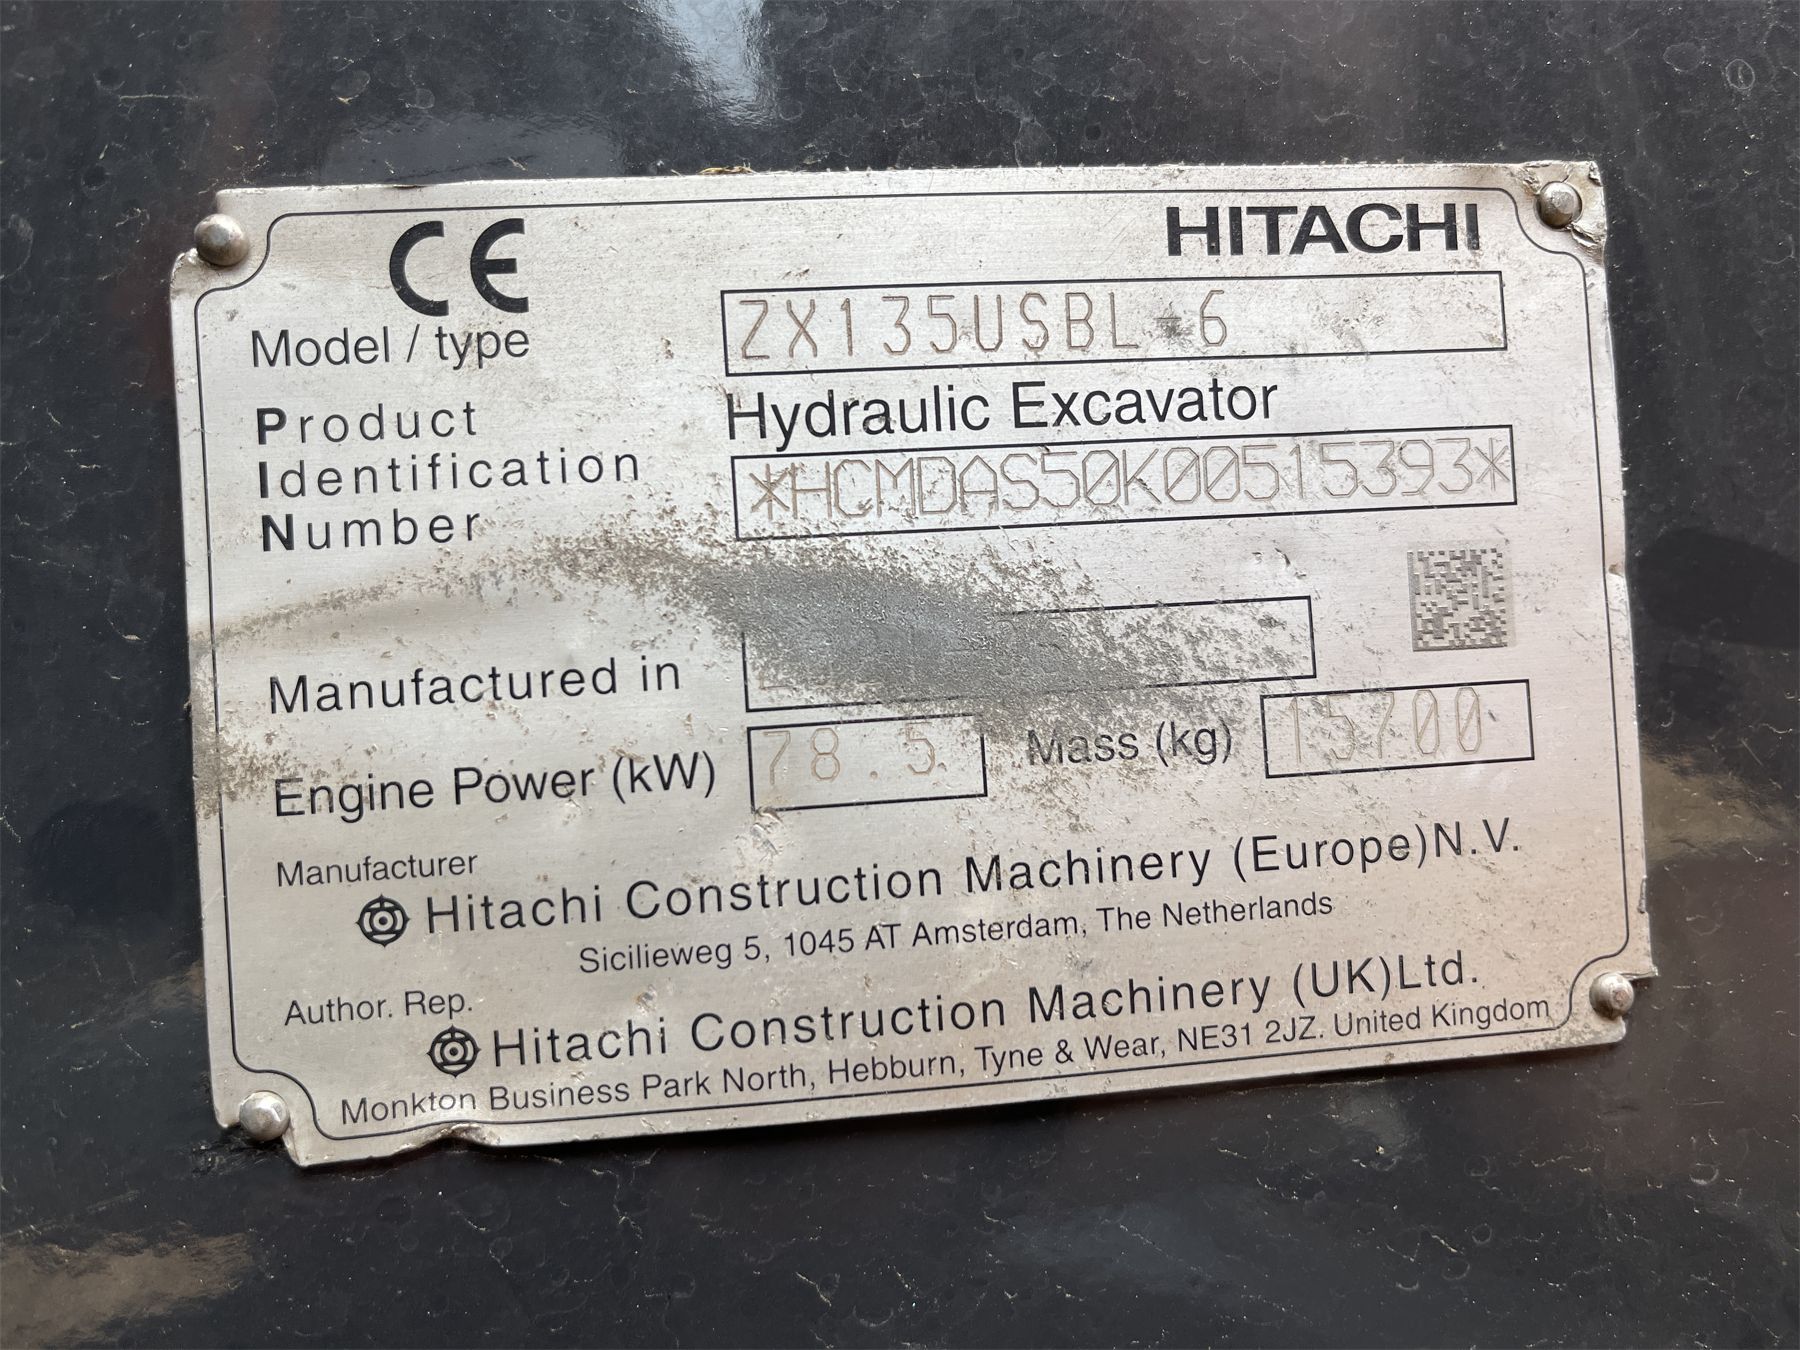 CE
HITACHI
Model / type ZX135USBL-6
Hydraulic Excavator
Product
Identification *HCMDAS50K00515393*
Number
Manufactured in
Engine Power (kW) 78.5 Mass (kg) 15700
Manufacturer
Hitachi Construction Machinery (Europe)N.V.
Sicilieweg 5, 1045 AT Amsterdam, The Netherlands
Author. Rep.
Hitachi Construction Machinery (UK)Ltd.
Monkton Business Park North, Hebburn, Tyne & Wear, NE31 2JZ. United Kingdom